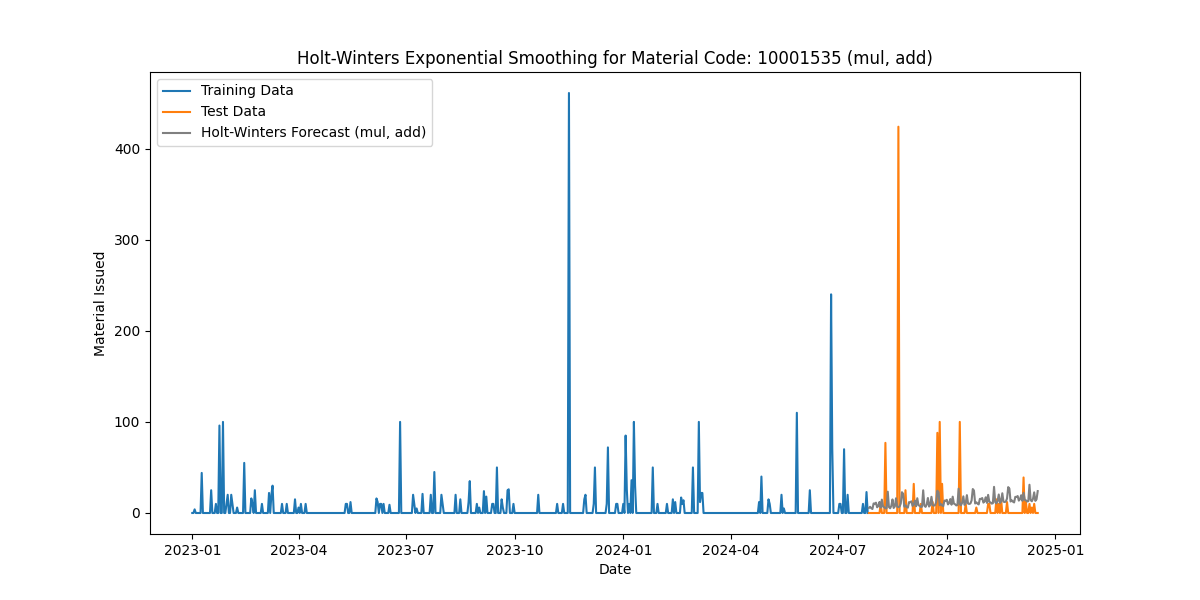 Holt-Winters Exponential Smoothing for Material Code: 10001535 (mul, add)
Training Data
Test Data
Holt-Winters Forecast (mul, add)
400
300
200
100
0
Material Issued
2023-01 2023-04 2023-07 2023-10 2024-01 2024-04 2024-07 2024-10 2025-01
Date